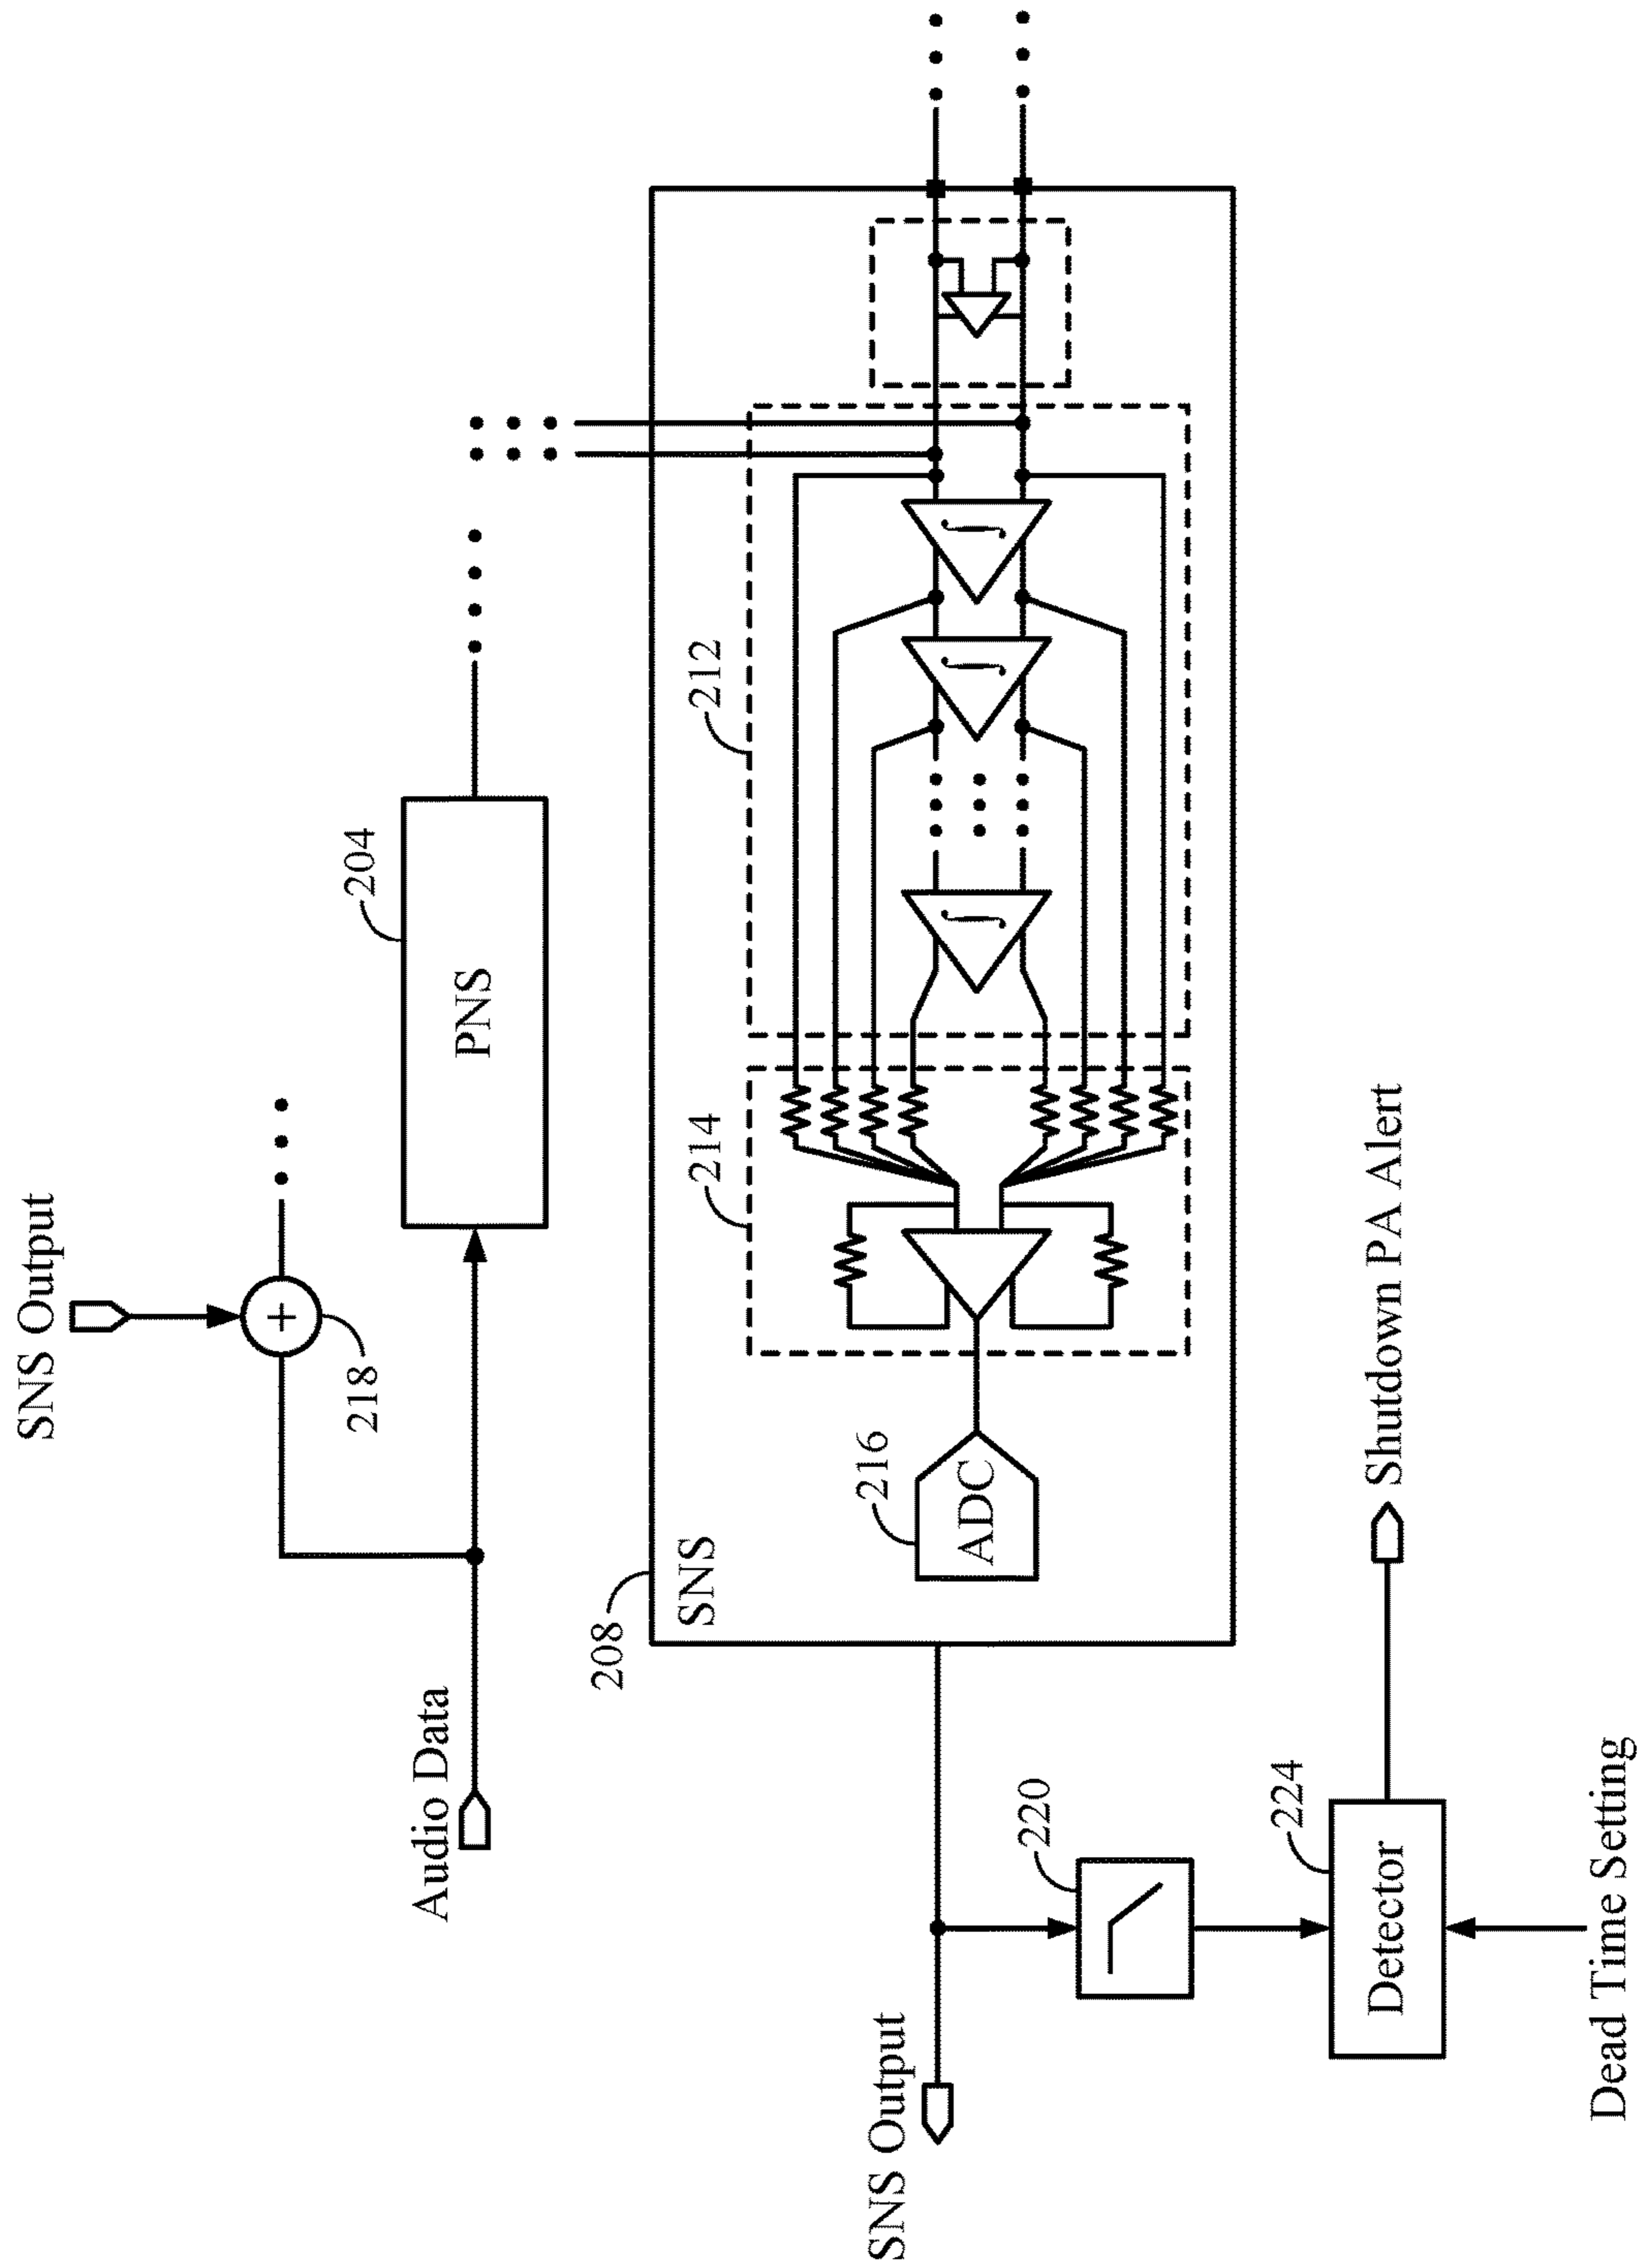 SNS Output
+
218
Audio Data
204
PNS
208
SNS
216
ADC
214
212
∫
∫
∫
SNS Output
220
224
Detector
Dead Time Setting
Shutdown PA Alert